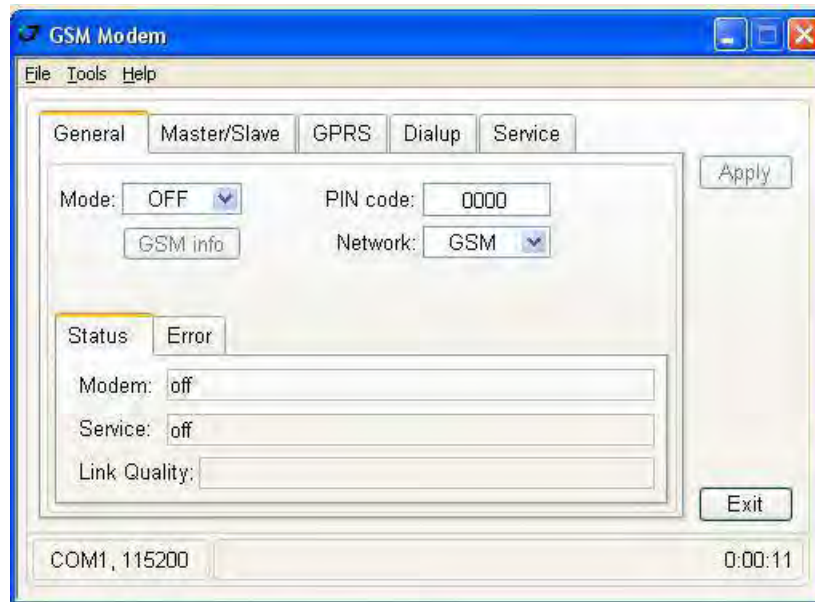 GSM Modem
File Tools Help
General Master/Slave GPRS Dialup Service
Apply
Mode: OFF PIN code: 0000
GSM info Network: GSM
Status Error
Modem: off
Service: off
Link Quality:
Exit
COM1, 115200 0:00:11